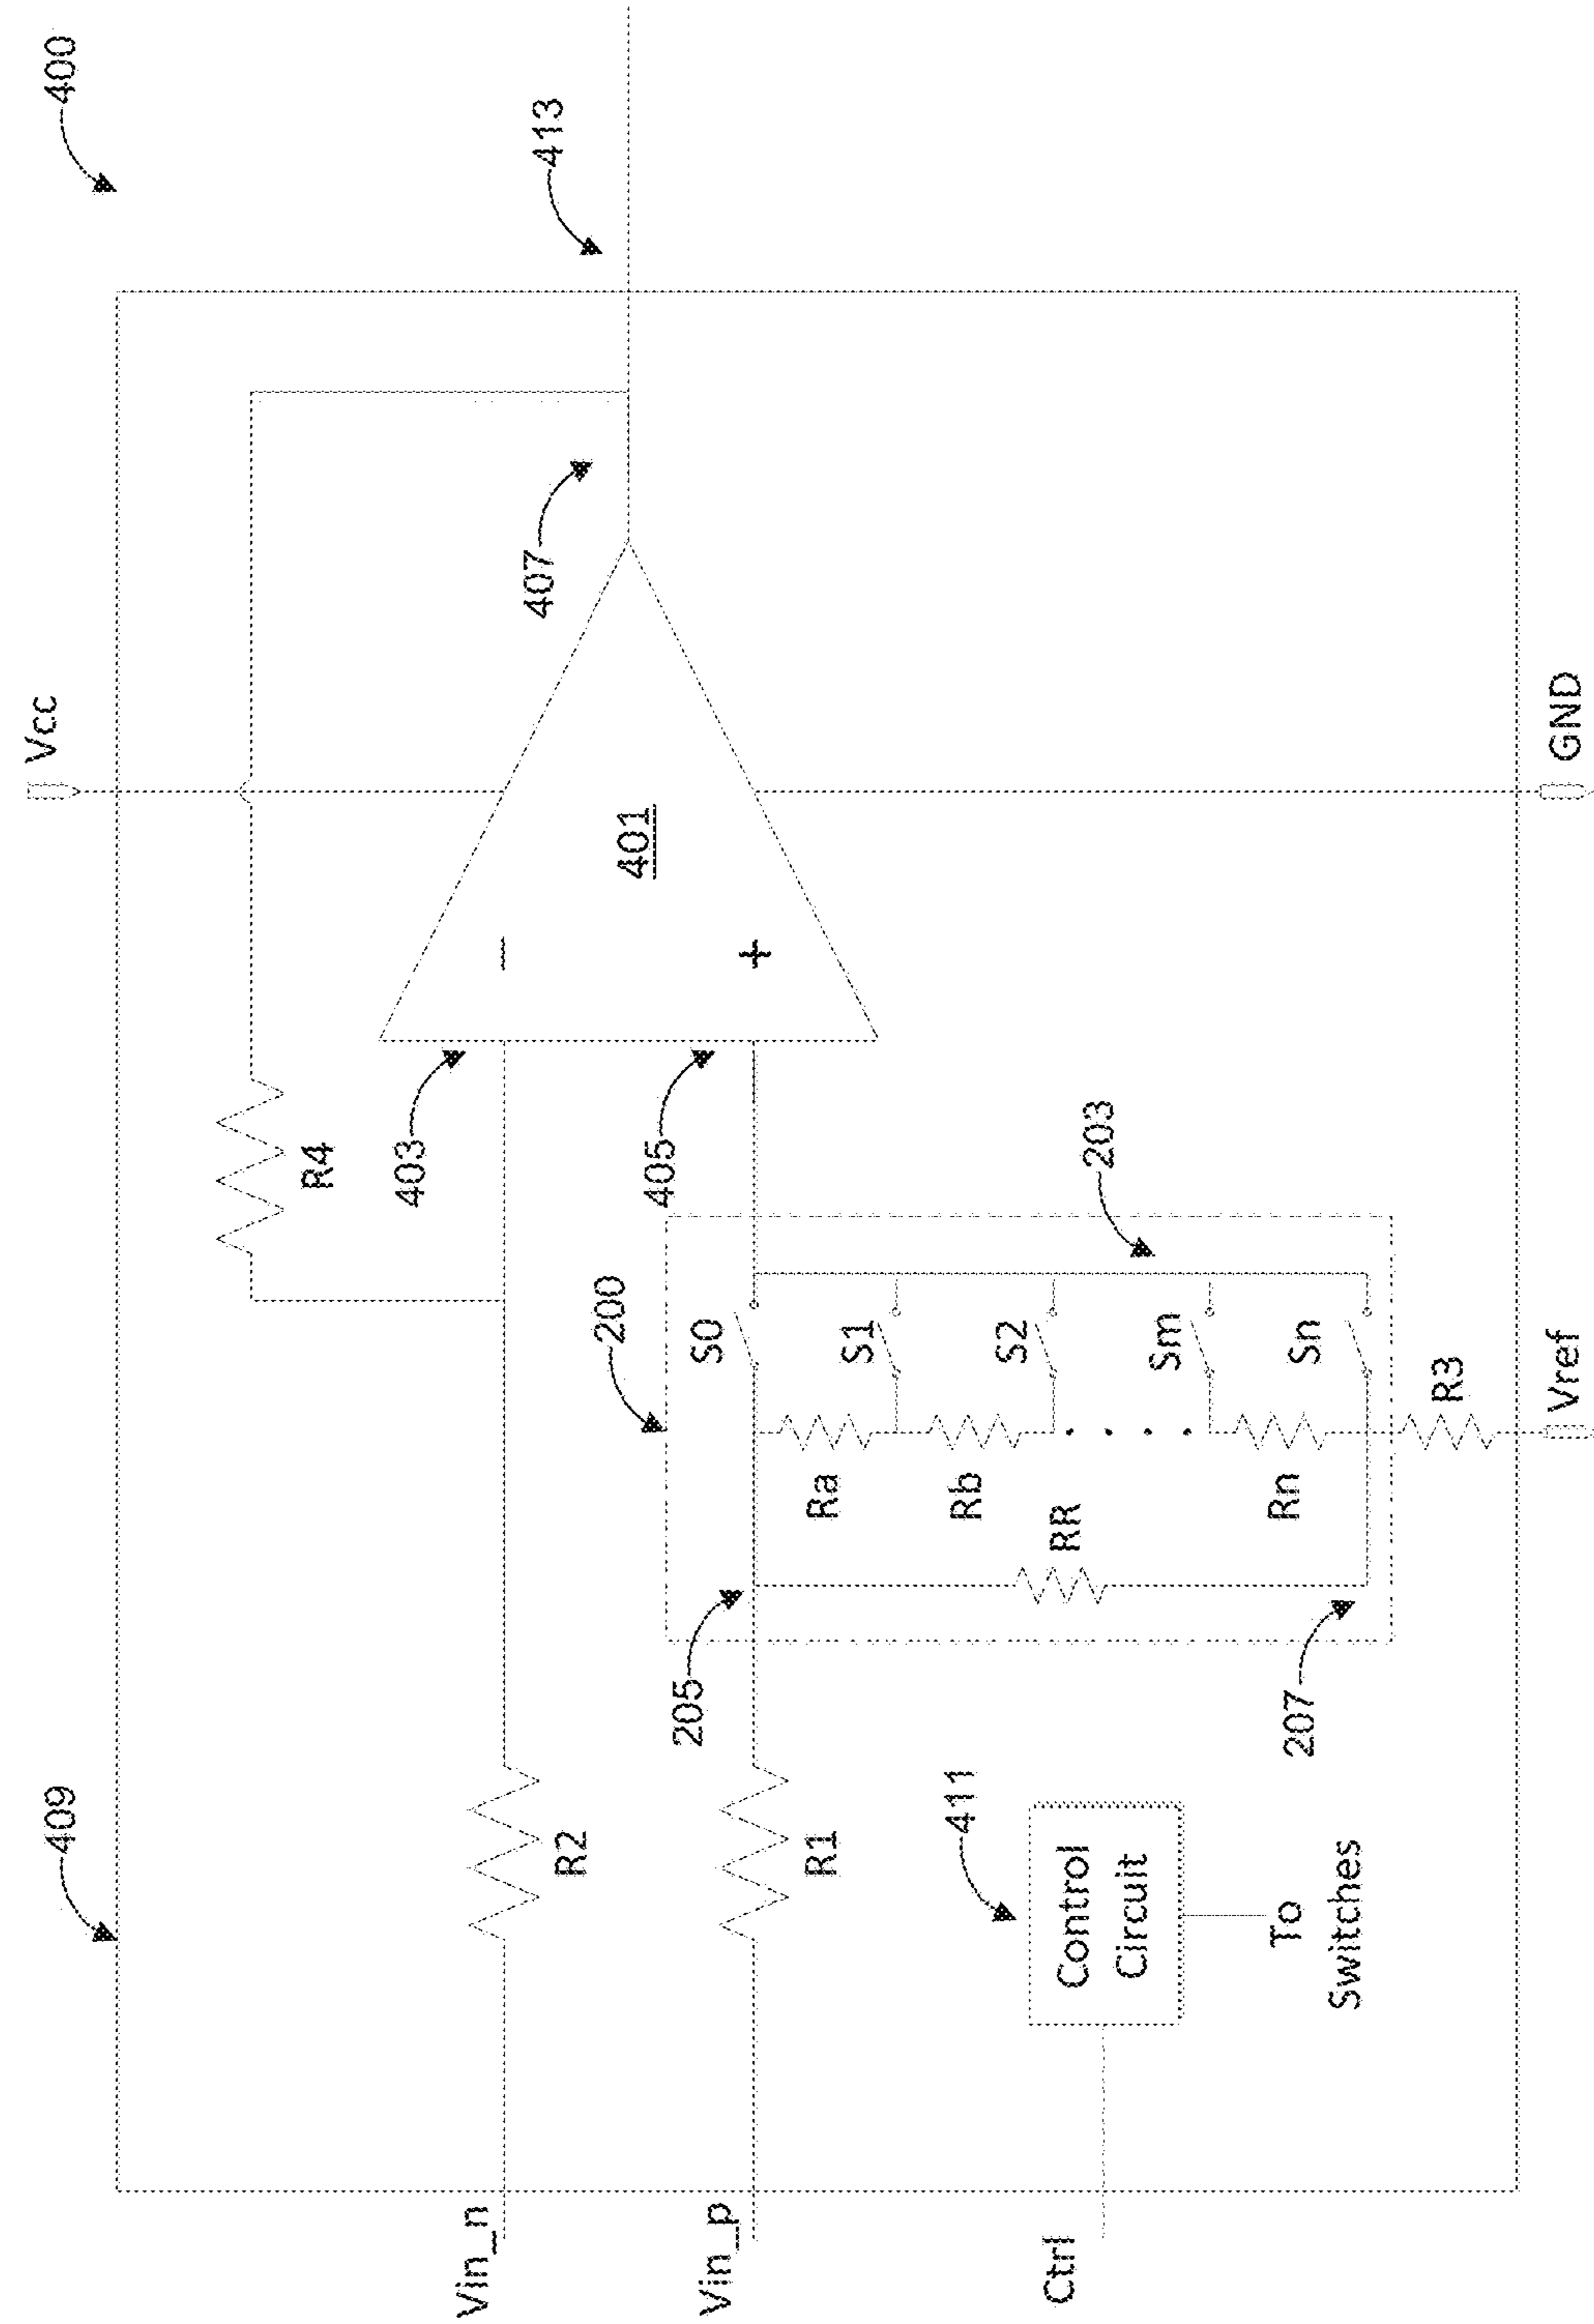 400
409
Vcc
413
407
R4
Vin_n
R2
403
−
401
405
+
Vin_p
R1
205
200
S0
Ra
S1
203
Rb
S2
RR
Sm
Rn
Sn
207
R3
Ctrl
411
Control
Circuit
To
Switches
Vref
GND